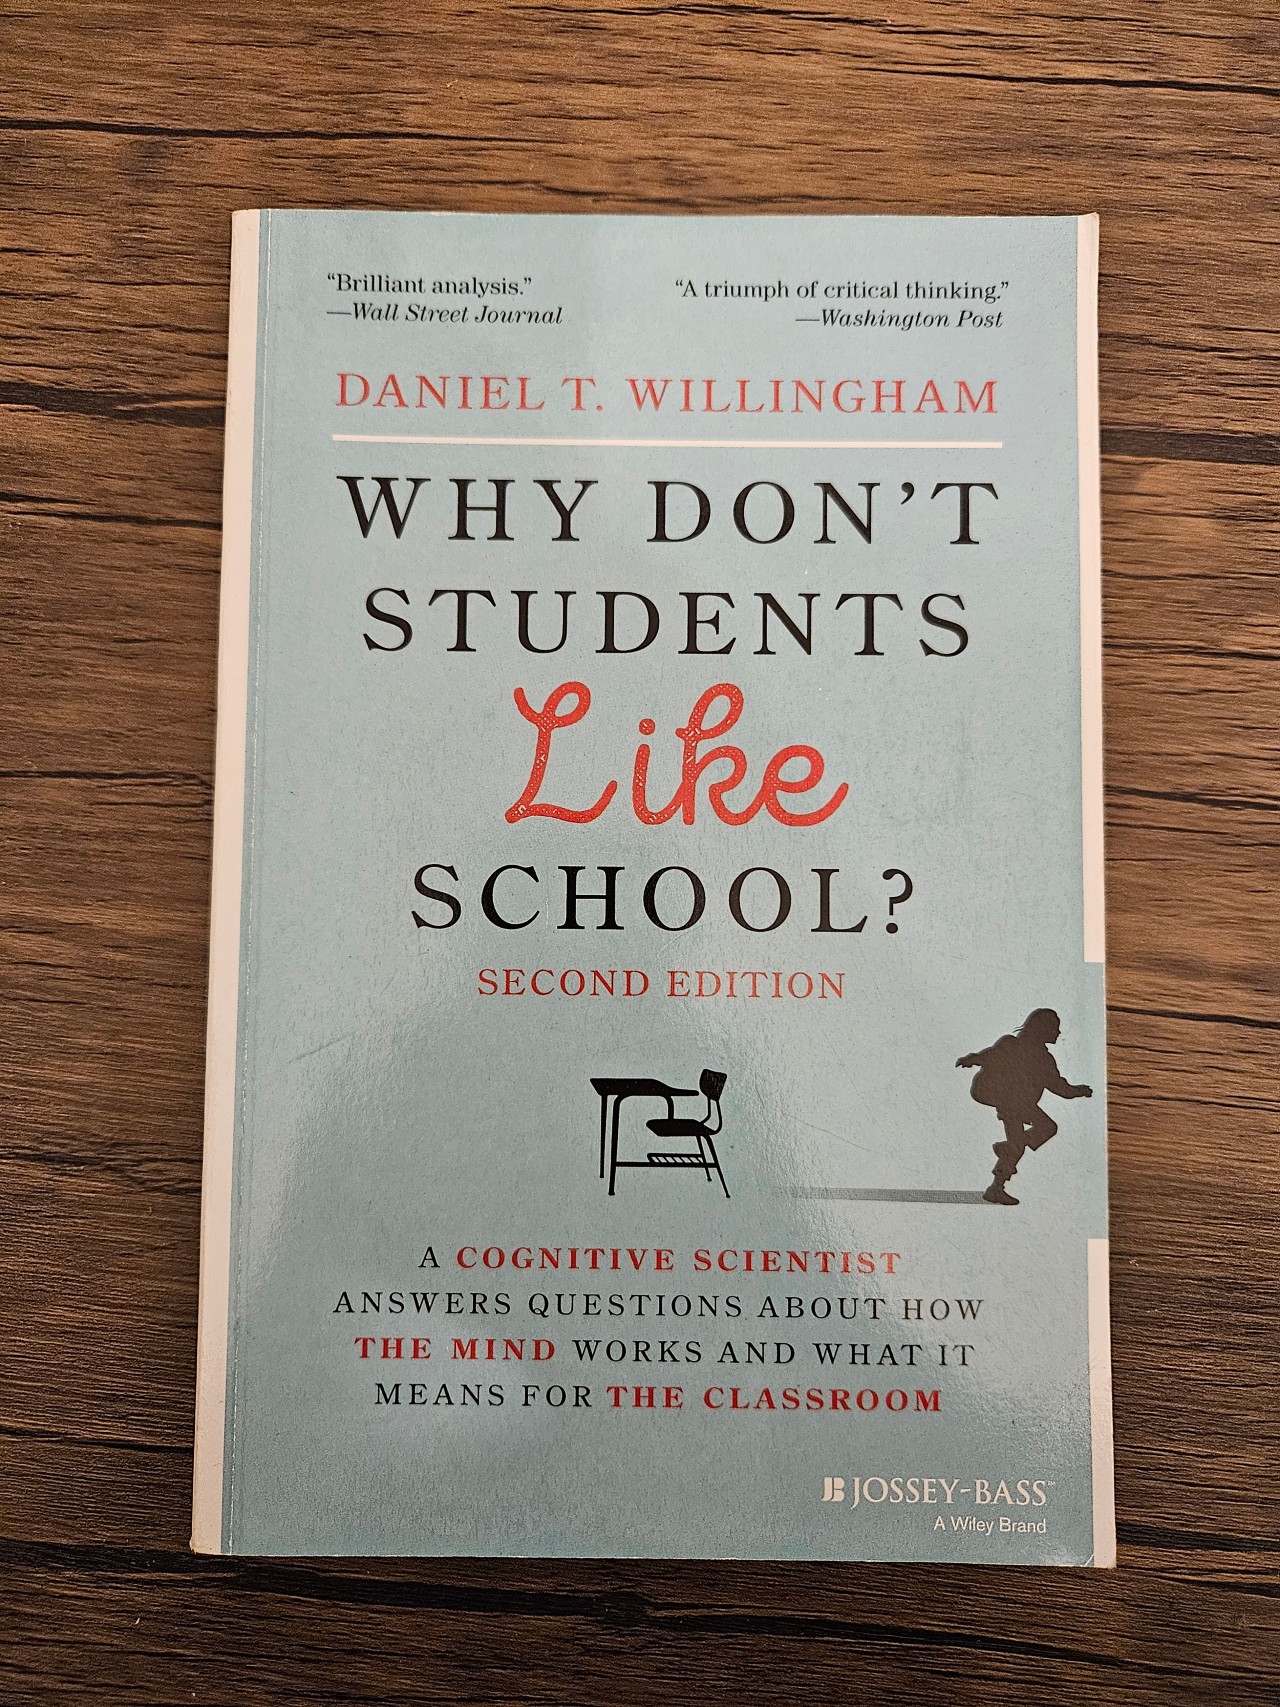 “Brilliant analysis.”
—Wall Street Journal
“A triumph of critical thinking.”
—Washington Post
DANIEL T. WILLINGHAM
WHY DON’T
STUDENTS
Like
SCHOOL?
SECOND EDITION
A COGNITIVE SCIENTIST
ANSWERS QUESTIONS ABOUT HOW
THE MIND WORKS AND WHAT IT
MEANS FOR THE CLASSROOM
JB JOSSEY-BASS™
A Wiley Brand